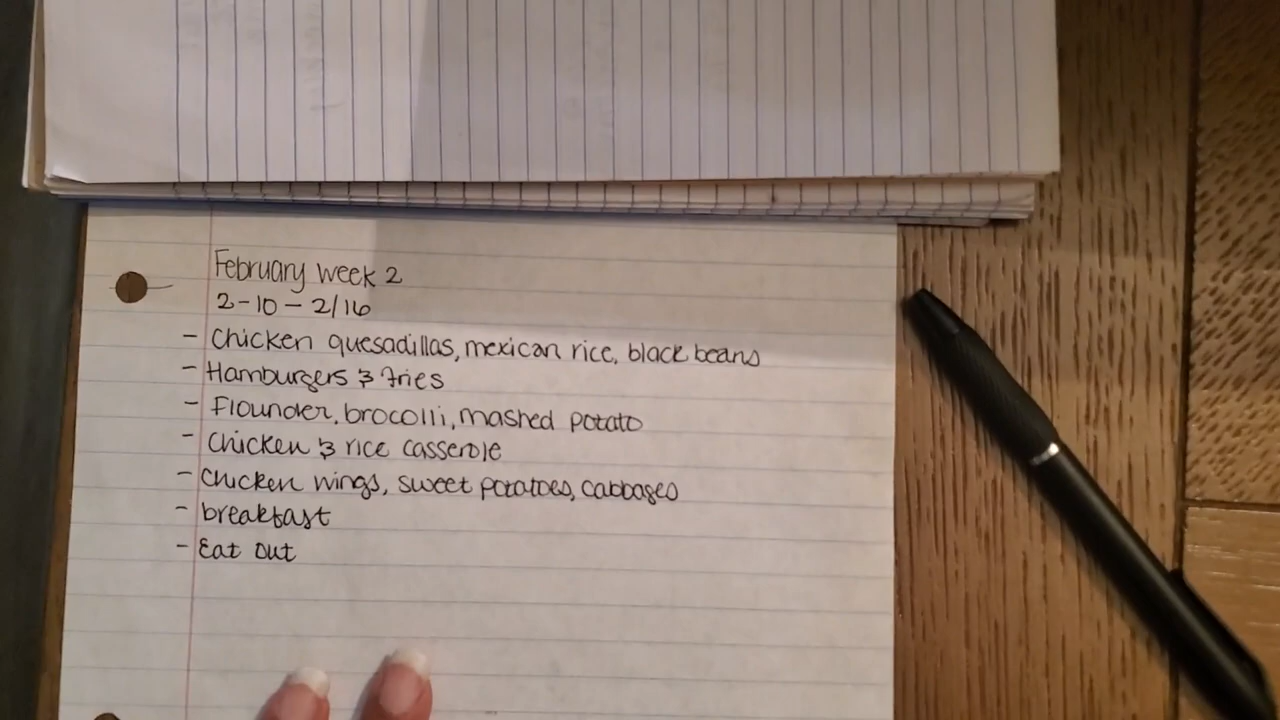 February week 2
2-10 - 2/16
- Chicken quesadillas, mexican rice, black beans
- Hamburgers & fries
- Flounder, brocolli, mashed potato
- Chicken & rice casserole
- Chicken wings, sweet potatoes, cabbages
- breakfast
- Eat out